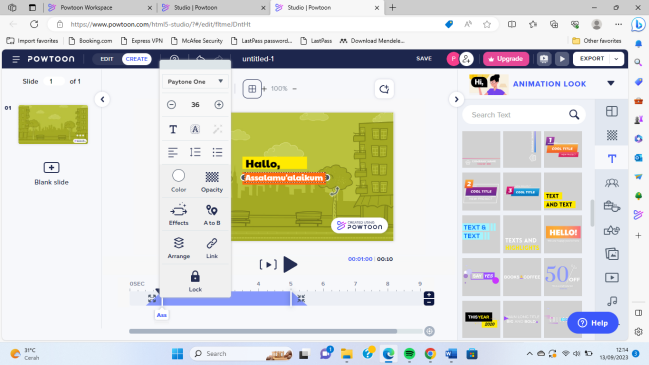 Powtoon Workspace
Studio | Powtoon
Studio | Powtoon
https://www.powtoon.com/html5-studio/?#/edit/fltmeIDntHt
Import favorites
Booking.com
Express VPN
McAfee Security
LastPass password...
LastPass
Download Mendele...
Other favorites
POWTOON
EDIT
CREATE
untitled-1
SAVE
P
Upgrade
EXPORT
Slide 1 of 1
Paytone One
100%
Hi,
ANIMATION LOOK
36
Search Text
01
Hallo,
Assalamu'alaikum
Blank slide
Color
Opacity
Effects
A to B
Arrange
Link
Lock
CREATED USING
POWTOON
1
COOL TITLE
2
COOL TITLE
3
COOL TITLE
TEXT
AND TEXT
TEXT &
TEXT
TEXTS AND
HELLO!
50
THIS YEAR
2020
00:01:00
00:10
0SEC
4
5
6
7
8
9
Ass
Help
31°C
Cerah
Search
12:14
13/09/2023